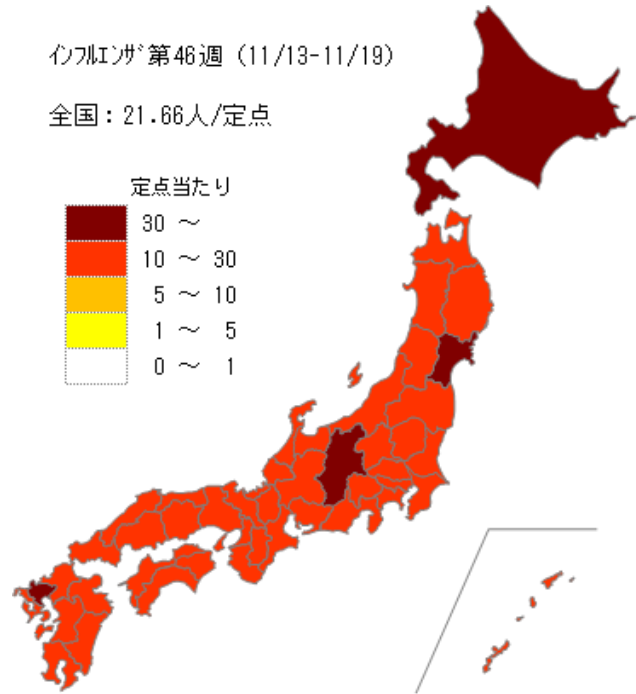 インフルエンザ第46週 (11/13-11/19)
全国：21.66人/定点
定点当たり
30 ～
10 ～ 30
5 ～ 10
1 ～ 5
0 ～ 1